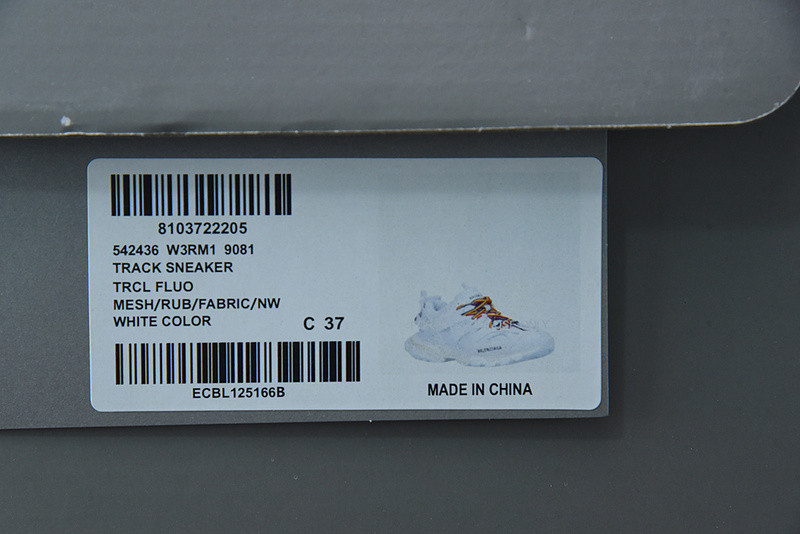 8103722205
542436 W3RM1 9081
TRACK SNEAKER
TRCL FLUO
MESH/RUB/FABRIC/NW
WHITE COLOR
C 37
ECBL125166B
MADE IN CHINA